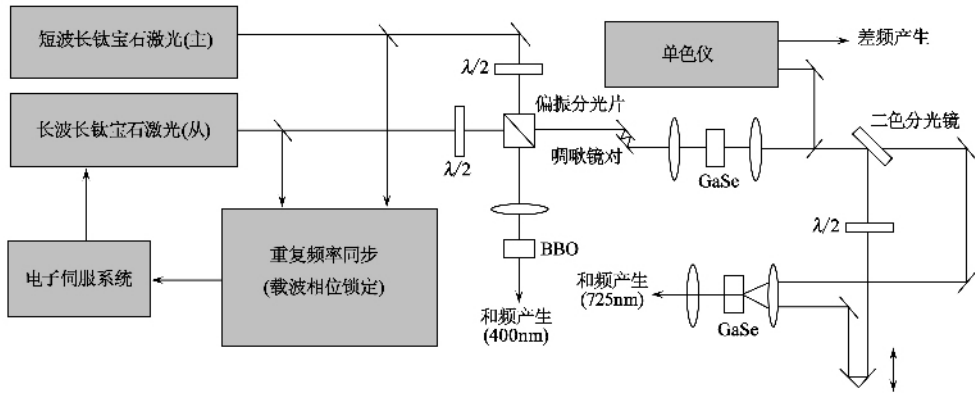 短波长钛宝石激光(主)
长波长钛宝石激光(从)
电子伺服系统
重复频率同步
(载波相位锁定)
λ/2
λ/2
偏振分光片
啁啾镜对
BBO
和频产生
(400nm)
GaSe
单色仪
差频产生
二色分光镜
λ/2
和频产生
(725nm)
GaSe